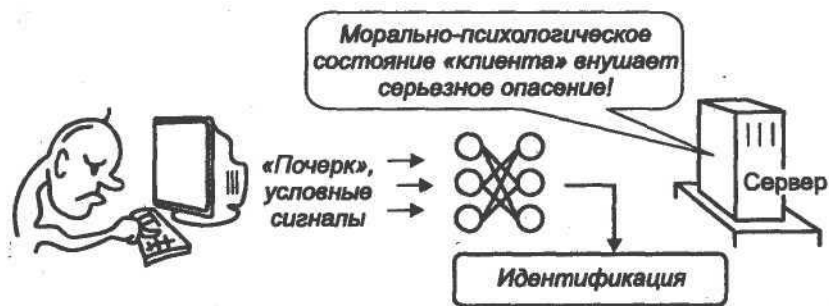 Морально-психологическое
состояние «клиента» внушает
серьезное опасение!
«Почерк»,
условные
сигналы
Сервер
Идентификация